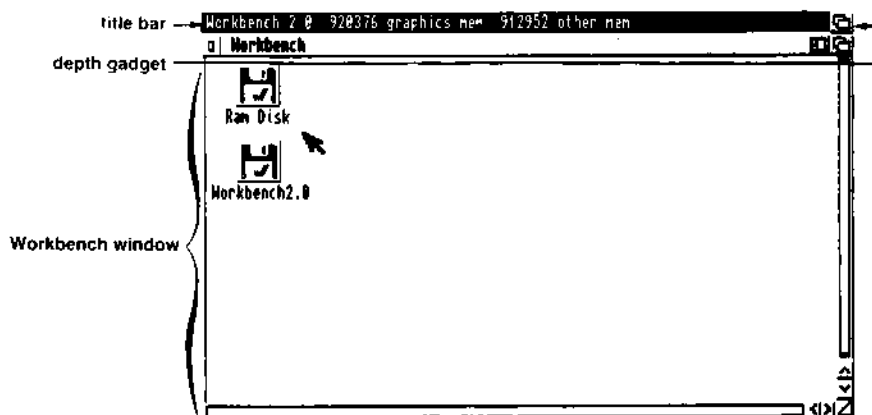 title bar
Workbench 2.0 920376 graphics mem 912952 other mem
Workbench
depth gadget
Ram Disk
Workbench2.0
Workbench window